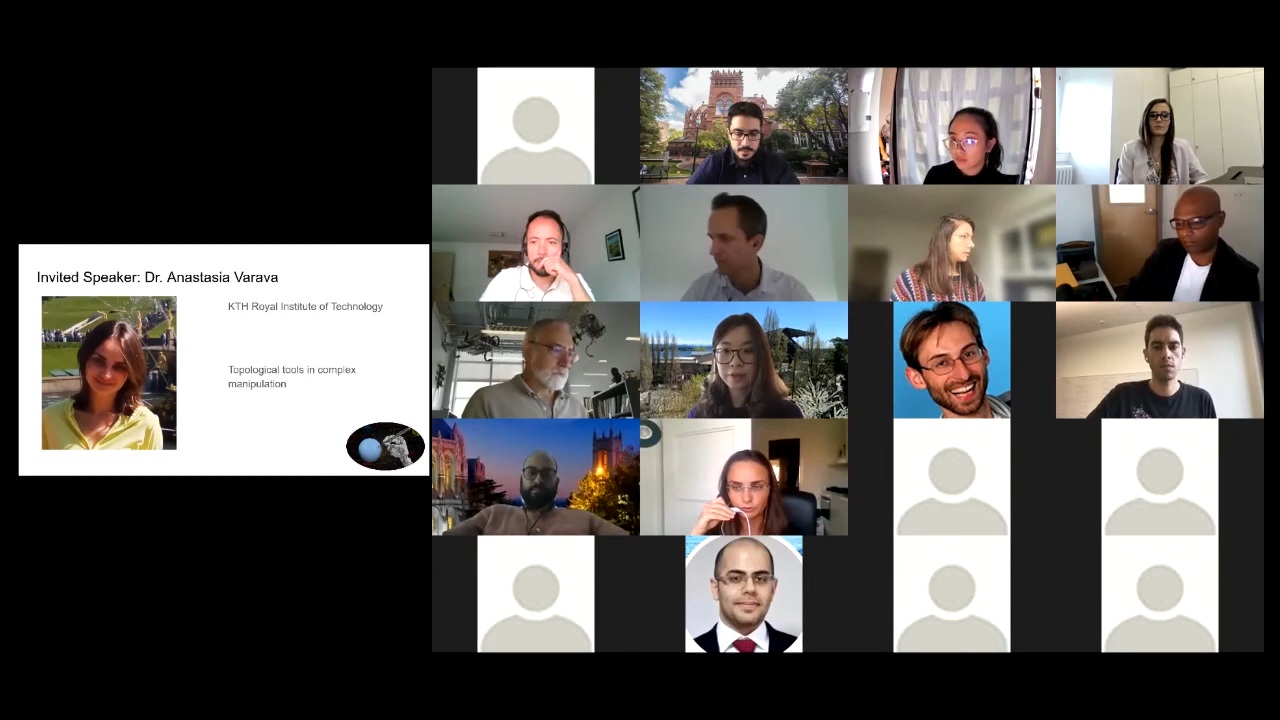 Invited Speaker: Dr. Anastasia Varava
KTH Royal Institute of Technology
Topological tools in complex
manipulation